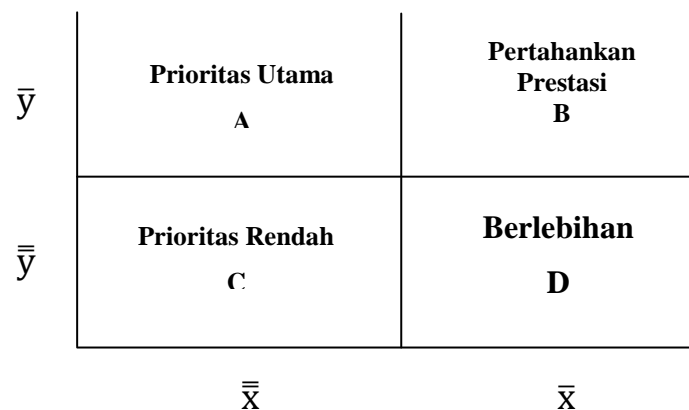 Pertahankan
Prioritas Utama
Prestasi
A
B
y̅
Prioritas Rendah
Berlebihan
C
D
y̿
x̿
x̅